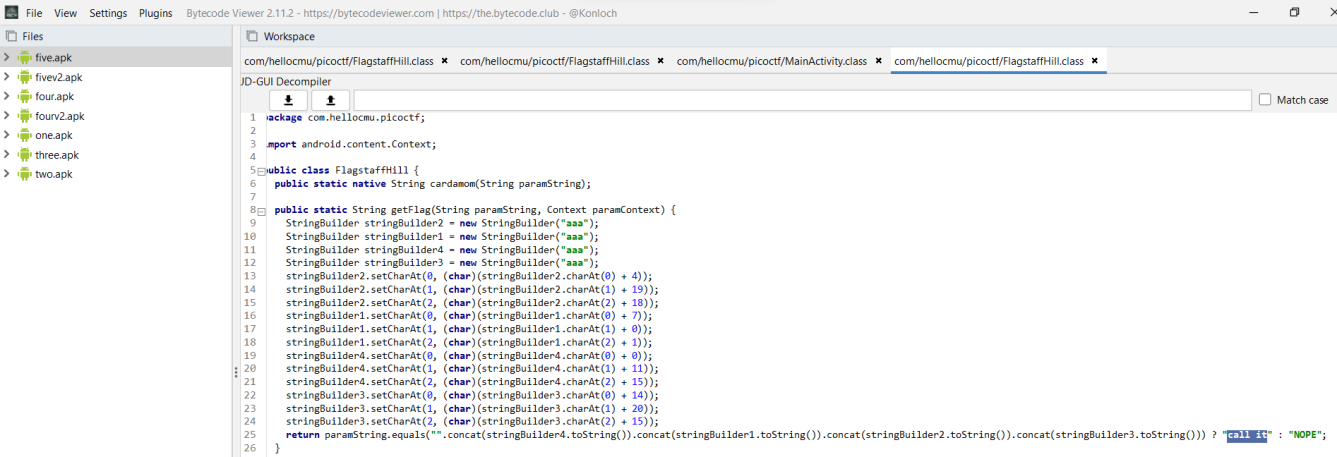 File View Settings Plugins Bytecode Viewer 2.11.2 - https://bytecodeviewer.com | https://the.bytecode.club - @Konloch
Files
five.apk
fivev2.apk
four.apk
fourv2.apk
one.apk
three.apk
two.apk
Workspace
com/hellocmu/picoctf/FlagstaffHill.class × com/hellocmu/picoctf/FlagstaffHill.class × com/hellocmu/picoctf/MainActivity.class × com/hellocmu/picoctf/FlagstaffHill.class ×
JD-GUI Decompiler
Match case
1 package com.hellocmu.picoctf;
2
3 import android.content.Context;
4
5 public class FlagstaffHill {
6 public static native String cardamom(String paramString);
7
8 public static String getFlag(String paramString, Context paramContext) {
9 StringBuilder stringBuilder2 = new StringBuilder("aaa");
10 StringBuilder stringBuilder1 = new StringBuilder("aaa");
11 StringBuilder stringBuilder4 = new StringBuilder("aaa");
12 StringBuilder stringBuilder3 = new StringBuilder("aaa");
13 stringBuilder2.setCharAt(0, (char)(stringBuilder2.charAt(0) + 4));
14 stringBuilder2.setCharAt(1, (char)(stringBuilder2.charAt(1) + 19));
15 stringBuilder2.setCharAt(2, (char)(stringBuilder2.charAt(2) + 18));
16 stringBuilder1.setCharAt(0, (char)(stringBuilder1.charAt(0) + 7));
17 stringBuilder1.setCharAt(1, (char)(stringBuilder1.charAt(1) + 0));
18 stringBuilder1.setCharAt(2, (char)(stringBuilder1.charAt(2) + 1));
19 stringBuilder4.setCharAt(0, (char)(stringBuilder4.charAt(0) + 0));
20 stringBuilder4.setCharAt(1, (char)(stringBuilder4.charAt(1) + 11));
21 stringBuilder4.setCharAt(2, (char)(stringBuilder4.charAt(2) + 15));
22 stringBuilder3.setCharAt(0, (char)(stringBuilder3.charAt(0) + 14));
23 stringBuilder3.setCharAt(1, (char)(stringBuilder3.charAt(1) + 20));
24 stringBuilder3.setCharAt(2, (char)(stringBuilder3.charAt(2) + 15));
25 return paramString.equals("".concat(stringBuilder4.toString()).concat(stringBuilder1.toString()).concat(stringBuilder2.toString()).concat(stringBuilder3.toString())) ? "call it" : "NOPE";
26 }